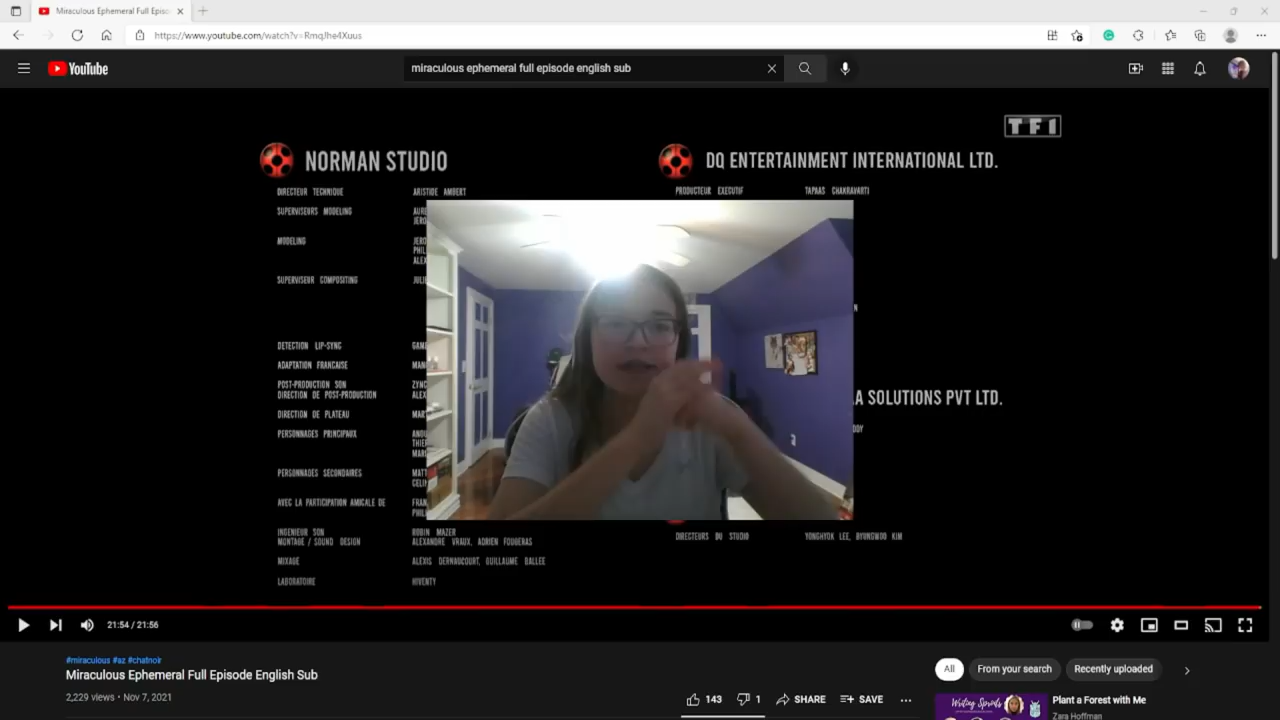 Miraculous Ephemeral Full Episo
https://www.youtube.com/watch?v=RmqJhe4Xuus
YouTube
miraculous ephemeral full episode english sub
TF1
NORMAN STUDIO
DIRECTEUR TECHNIQUE ARISTIDE AMBERT
SUPERVISEURS MODELING
MODELING
SUPERVISEUR COMPOSITING
DETECTION LIP-SYNC
ADAPTATION FRANCAISE
POST-PRODUCTION SON
DIRECTION DE POST-PRODUCTION
DIRECTION DE PLATEAU
PERSONNAGES PRINCIPAUX
PERSONNAGES SECONDAIRES
AVEC LA PARTICIPATION AMICALE DE
INGENIEUR SON ROBIN MAZER
MONTAGE / SOUND DESIGN ALEXANDRE VRAUX, ADRIEN FOUGERAS
MIXAGE ALEXIS DERNAUCOURT, GUILLAUME DALLEE
LABORATOIRE HIVENTY
DQ ENTERTAINMENT INTERNATIONAL LTD.
PRODUCTEUR EXECUTIF TAPAAS CHAKRAVARTI
A SOLUTIONS PVT LTD.
DIRECTEURS DU STUDIO YONGHYOK LEE, BYUNGWOO KIM
21:54 / 21:56
#miraculous #az #chatnoir
Miraculous Ephemeral Full Episode English Sub
2,229 views • Nov 7, 2021
143
1
SHARE
SAVE
All
From your search
Recently uploaded
Writing Sprints
Plant a Forest with Me
Zara Hoffman